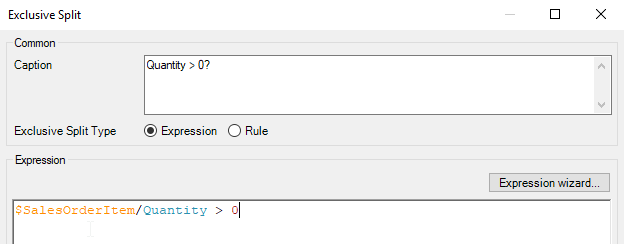 Exclusive Split
Common
Caption
Quantity > 0?
Exclusive Split Type
Expression
Rule
Expression
Expression wizard...
$SalesOrderItem/Quantity > 0